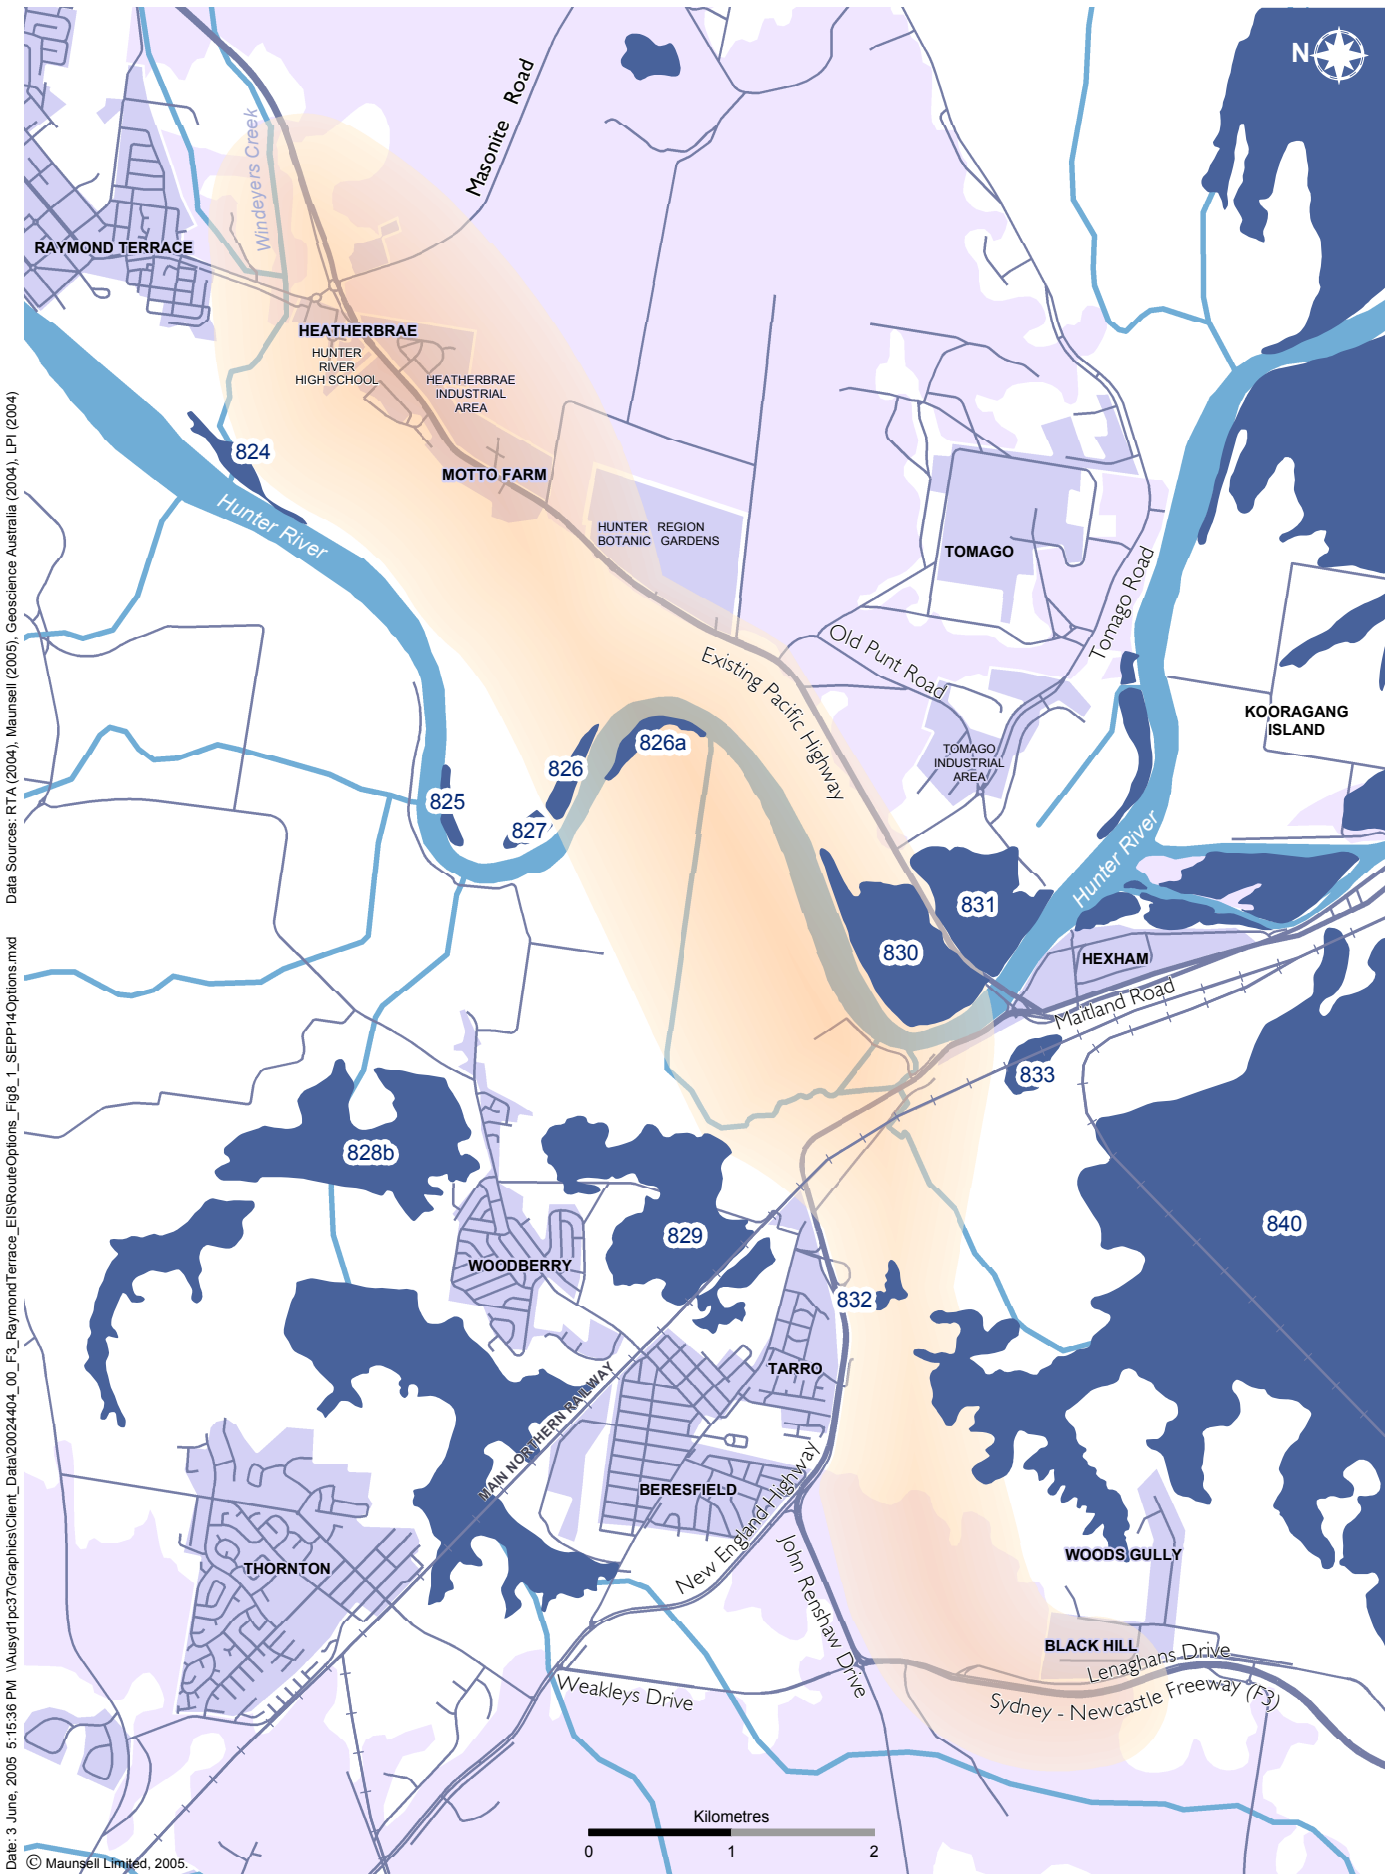 N
Masonite Road
Windeyers Creek
RAYMOND TERRACE
HEATHERBRAE
HUNTER
RIVER
HIGH SCHOOL
HEATHERBRAE
INDUSTRIAL
AREA
824
MOTTO FARM
Hunter River
HUNTER REGION
BOTANIC GARDENS
TOMAGO
Tomago Road
Old Punt Road
Existing Pacific Highway
KOORAGANG
ISLAND
826a
TOMAGO
INDUSTRIAL
AREA
826
825
827
Hunter River
831
830
HEXHAM
Maitland Road
833
828b
829
840
WOODBERRY
832
TARRO
MAIN NORTHERN RAILWAY
BERESFIELD
New England Highway
THORNTON
WOODS GULLY
John Renshaw Drive
BLACK HILL
Lenaghans Drive
Weakleys Drive
Sydney - Newcastle Freeway (F3)
Kilometres
0 1 2
© Maunsell Limited, 2005.
Date: 3 June, 2005 5:15:36 PM \\Ausyd1pc37\Graphics\Client_Data\20024404_00_F3_RaymondTerrace_EIS\RouteOptions_Fig8_1_SEPP14Options.mxd
Data Sources: RTA (2004), Maunsell (2005), Geoscience Australia (2004), LPI (2004)